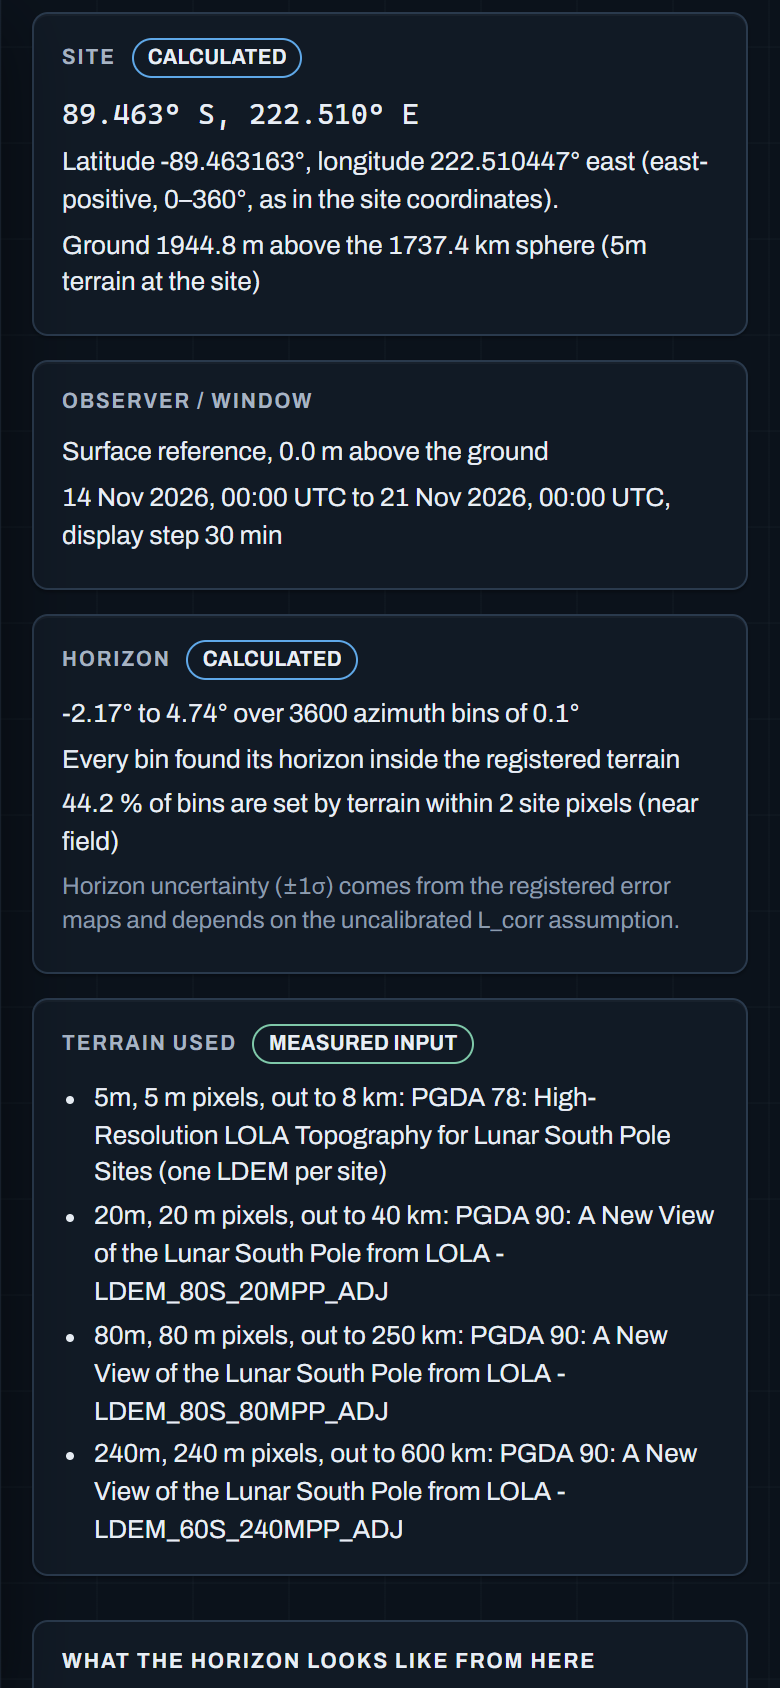 SITE CALCULATED
89.463° S, 222.510° E
Latitude -89.463163°, longitude 222.510447° east (east-
positive, 0–360°, as in the site coordinates).
Ground 1944.8 m above the 1737.4 km sphere (5m
terrain at the site)
OBSERVER / WINDOW
Surface reference, 0.0 m above the ground
14 Nov 2026, 00:00 UTC to 21 Nov 2026, 00:00 UTC,
display step 30 min
HORIZON CALCULATED
-2.17° to 4.74° over 3600 azimuth bins of 0.1°
Every bin found its horizon inside the registered terrain
44.2 % of bins are set by terrain within 2 site pixels (near
field)
Horizon uncertainty (±1σ) comes from the registered error
maps and depends on the uncalibrated L_corr assumption.
TERRAIN USED MEASURED INPUT
• 5m, 5 m pixels, out to 8 km: PGDA 78: High-
Resolution LOLA Topography for Lunar South Pole
Sites (one LDEM per site)
• 20m, 20 m pixels, out to 40 km: PGDA 90: A New View
of the Lunar South Pole from LOLA -
LDEM_80S_20MPP_ADJ
• 80m, 80 m pixels, out to 250 km: PGDA 90: A New
View of the Lunar South Pole from LOLA -
LDEM_80S_80MPP_ADJ
• 240m, 240 m pixels, out to 600 km: PGDA 90: A New
View of the Lunar South Pole from LOLA -
LDEM_60S_240MPP_ADJ
WHAT THE HORIZON LOOKS LIKE FROM HERE